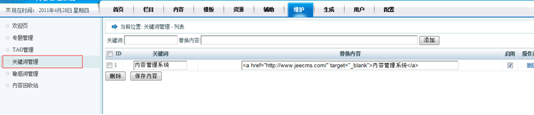 现在时间：2011年4月28日 星期四
首页 栏目 内容 模板 资源 辅助 维护 生成 用户 配置
欢迎页
专题管理
TAG管理
关键词管理
敏感词管理
内容回收站
当前位置: 关键词管理 - 列表
关键词 替换内容 添加
ID 关键词 替换内容 启用
1 内容管理系统 <a href="http://www.jeecms.com/" target="_blank">内容管理系统</a>
删除 保存内容